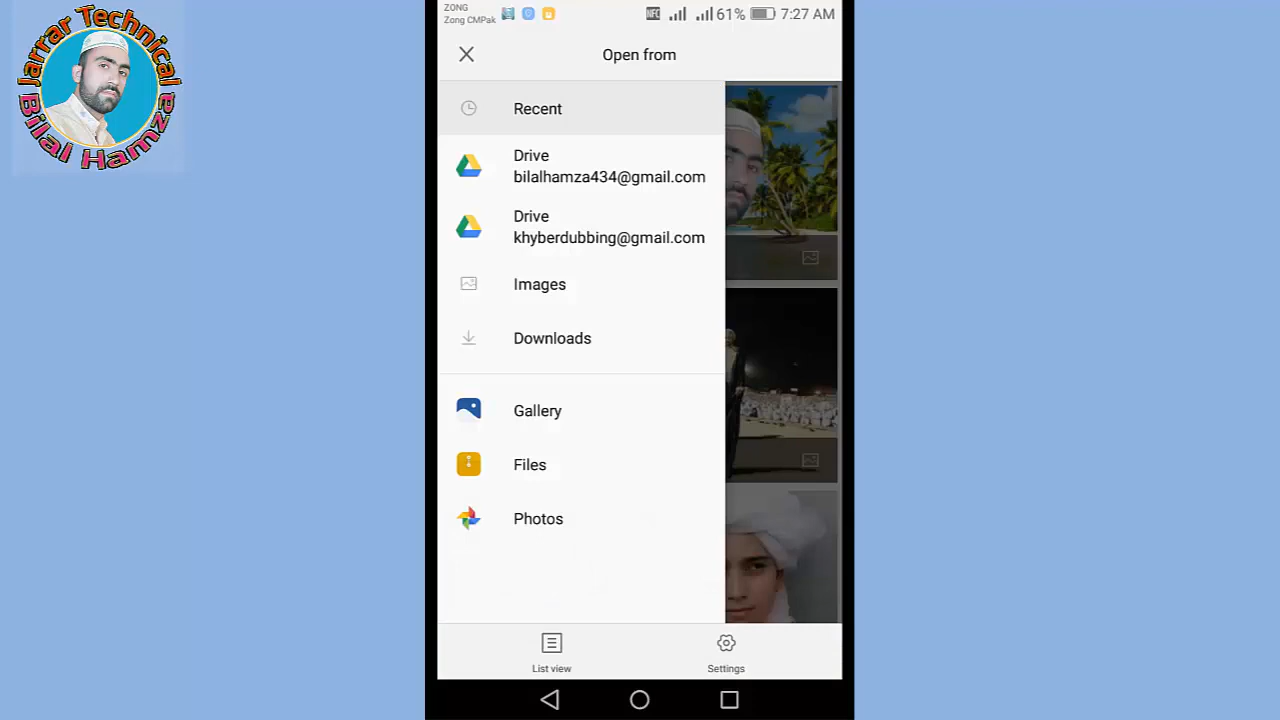 Jarrar Technical
Bilal Hamza
ZONG
Zong CMPak
NFC
61%
7:27 AM
Open from
Recent
Drive
bilalhamza434@gmail.com
Drive
khyberdubbing@gmail.com
Images
Downloads
Gallery
Files
Photos
List view
Settings